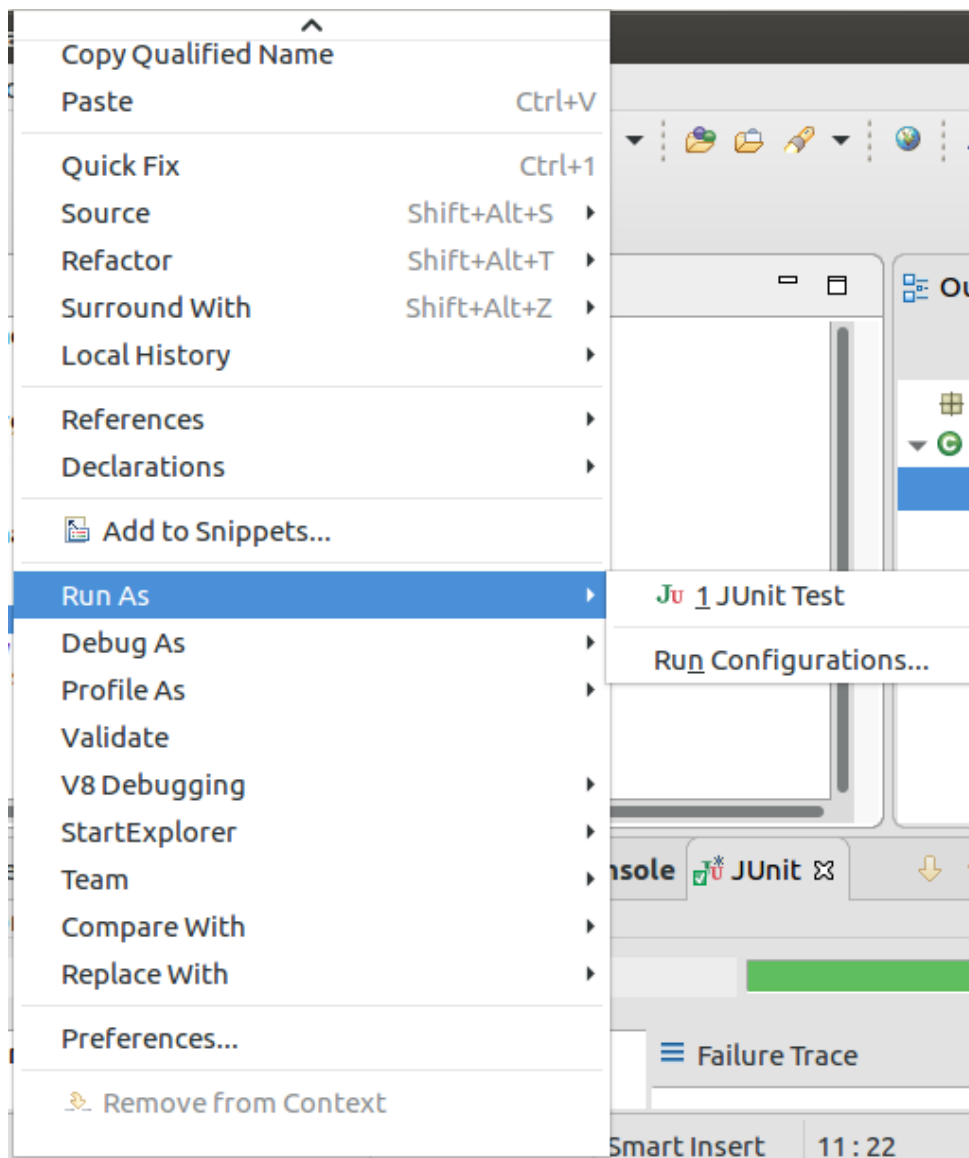 Copy Qualified Name
Paste Ctrl+V
Quick Fix Ctrl+1
Source Shift+Alt+S
Refactor Shift+Alt+T
Surround With Shift+Alt+Z
Local History
References
Declarations
Add to Snippets...
Run As
Ju 1 JUnit Test
Debug As
Run Configurations...
Profile As
Validate
V8 Debugging
StartExplorer
Team
JUnit
Compare With
Replace With
Preferences...
Failure Trace
Remove from Context
Smart Insert 11 : 22